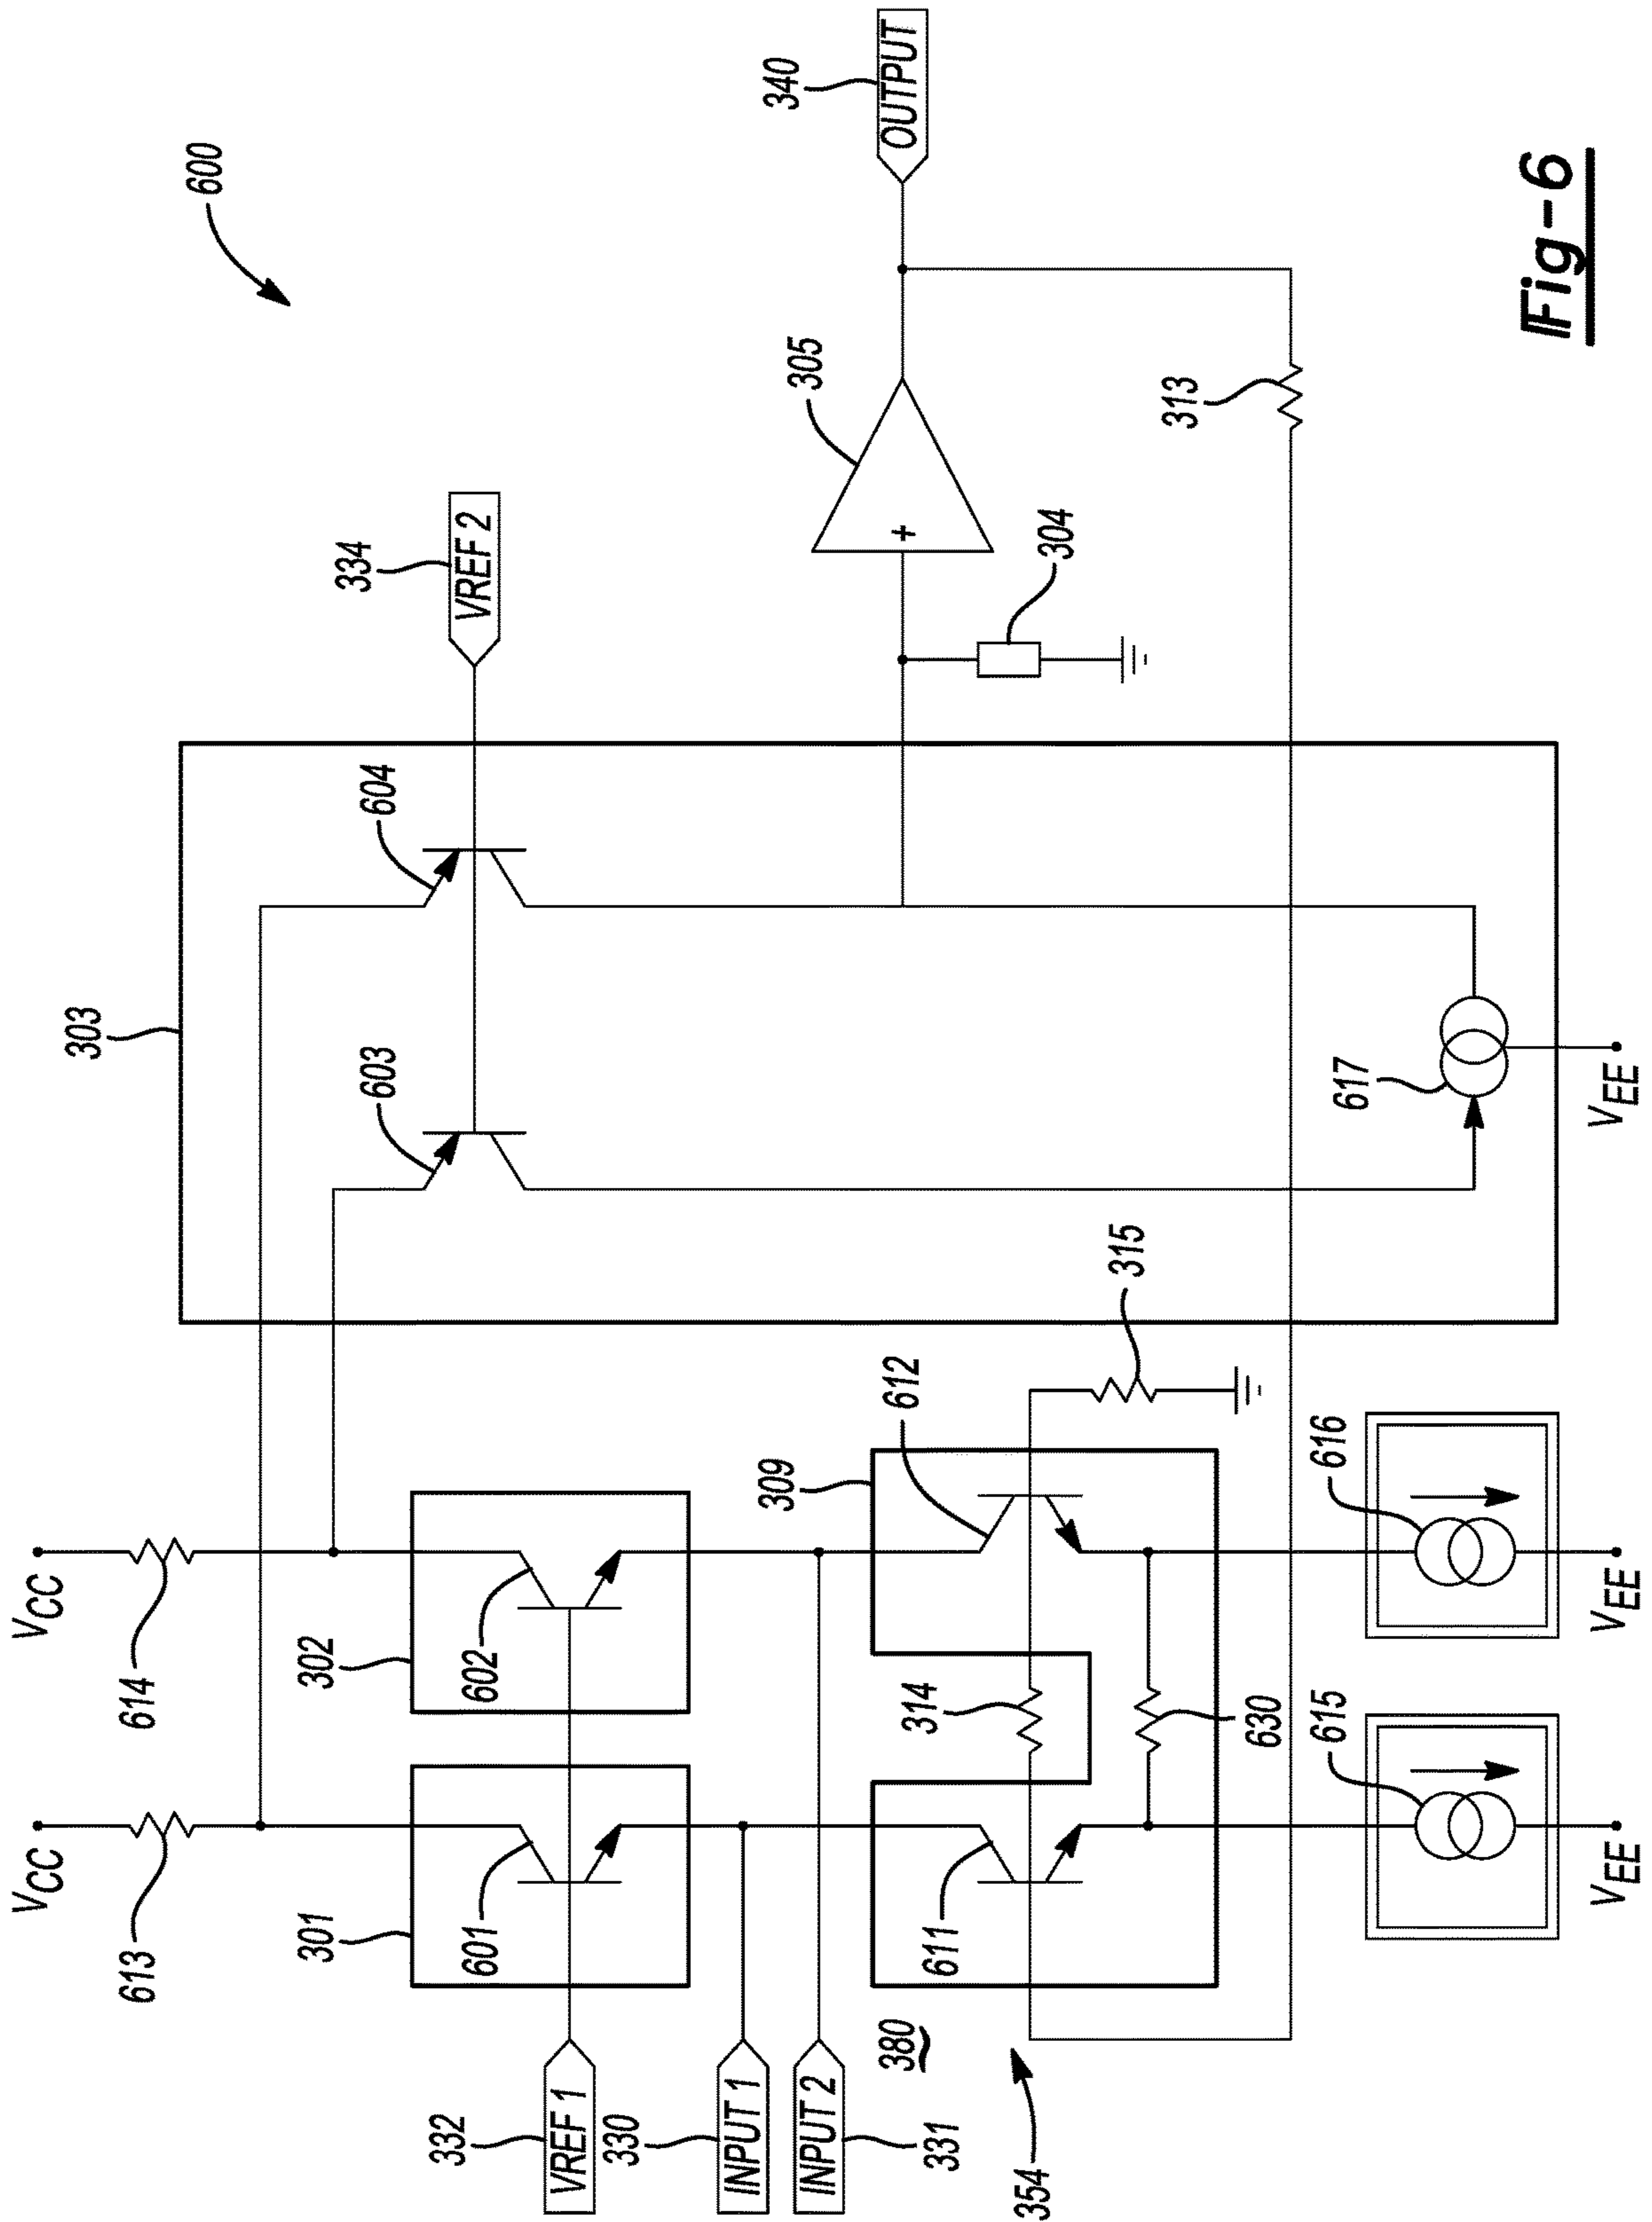 600
340
OUTPUT
305
334
VREF 2
+
304
313
303
604
603
617
VEE
VCC
614
302
602
309
612
315
616
VEE
VCC
613
301
601
314
630
611
615
VEE
380
332
VREF 1
330
INPUT 1
INPUT 2
331
354
Fig-6